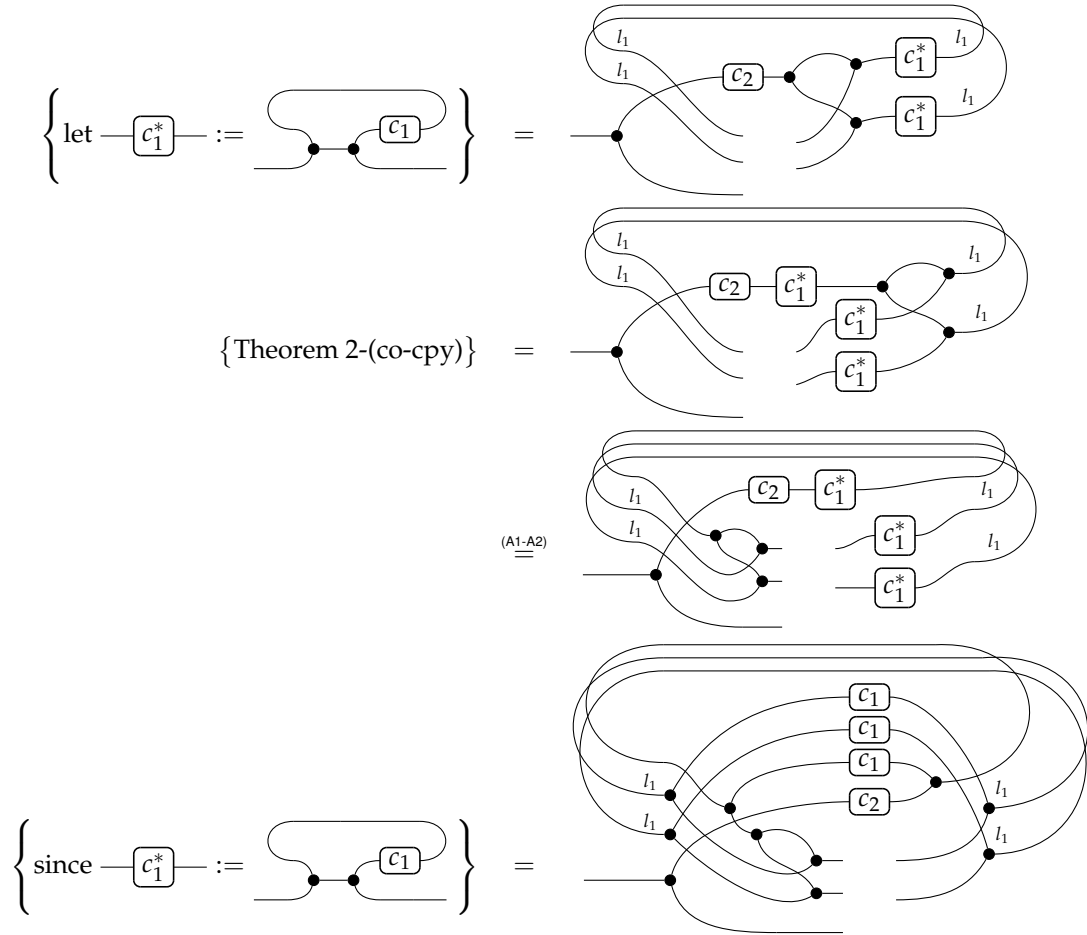 l₁
l₁
l₁
c₂
c₁*
{ let c₁* := c₁ } =
c₁*
l₁
l₁
l₁
l₁
c₂ c₁*
c₁*
l₁
{Theorem 2-(co-cpy)} =
c₁*
c₂ c₁*
l₁
l₁
l₁
c₁*
l₁
(A1-A2)
=
c₁*
c₁
c₁
c₁
l₁
l₁
c₂
l₁
l₁
{ since c₁* := c₁ } =